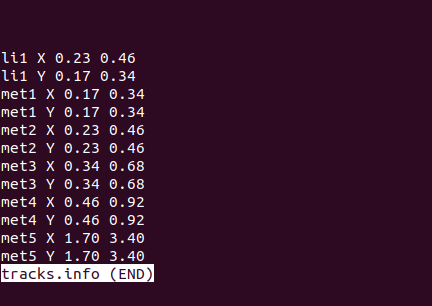 li1 X 0.23 0.46
li1 Y 0.17 0.34
met1 X 0.17 0.34
met1 Y 0.17 0.34
met2 X 0.23 0.46
met2 Y 0.23 0.46
met3 X 0.34 0.68
met3 Y 0.34 0.68
met4 X 0.46 0.92
met4 Y 0.46 0.92
met5 X 1.70 3.40
met5 Y 1.70 3.40
tracks.info (END)